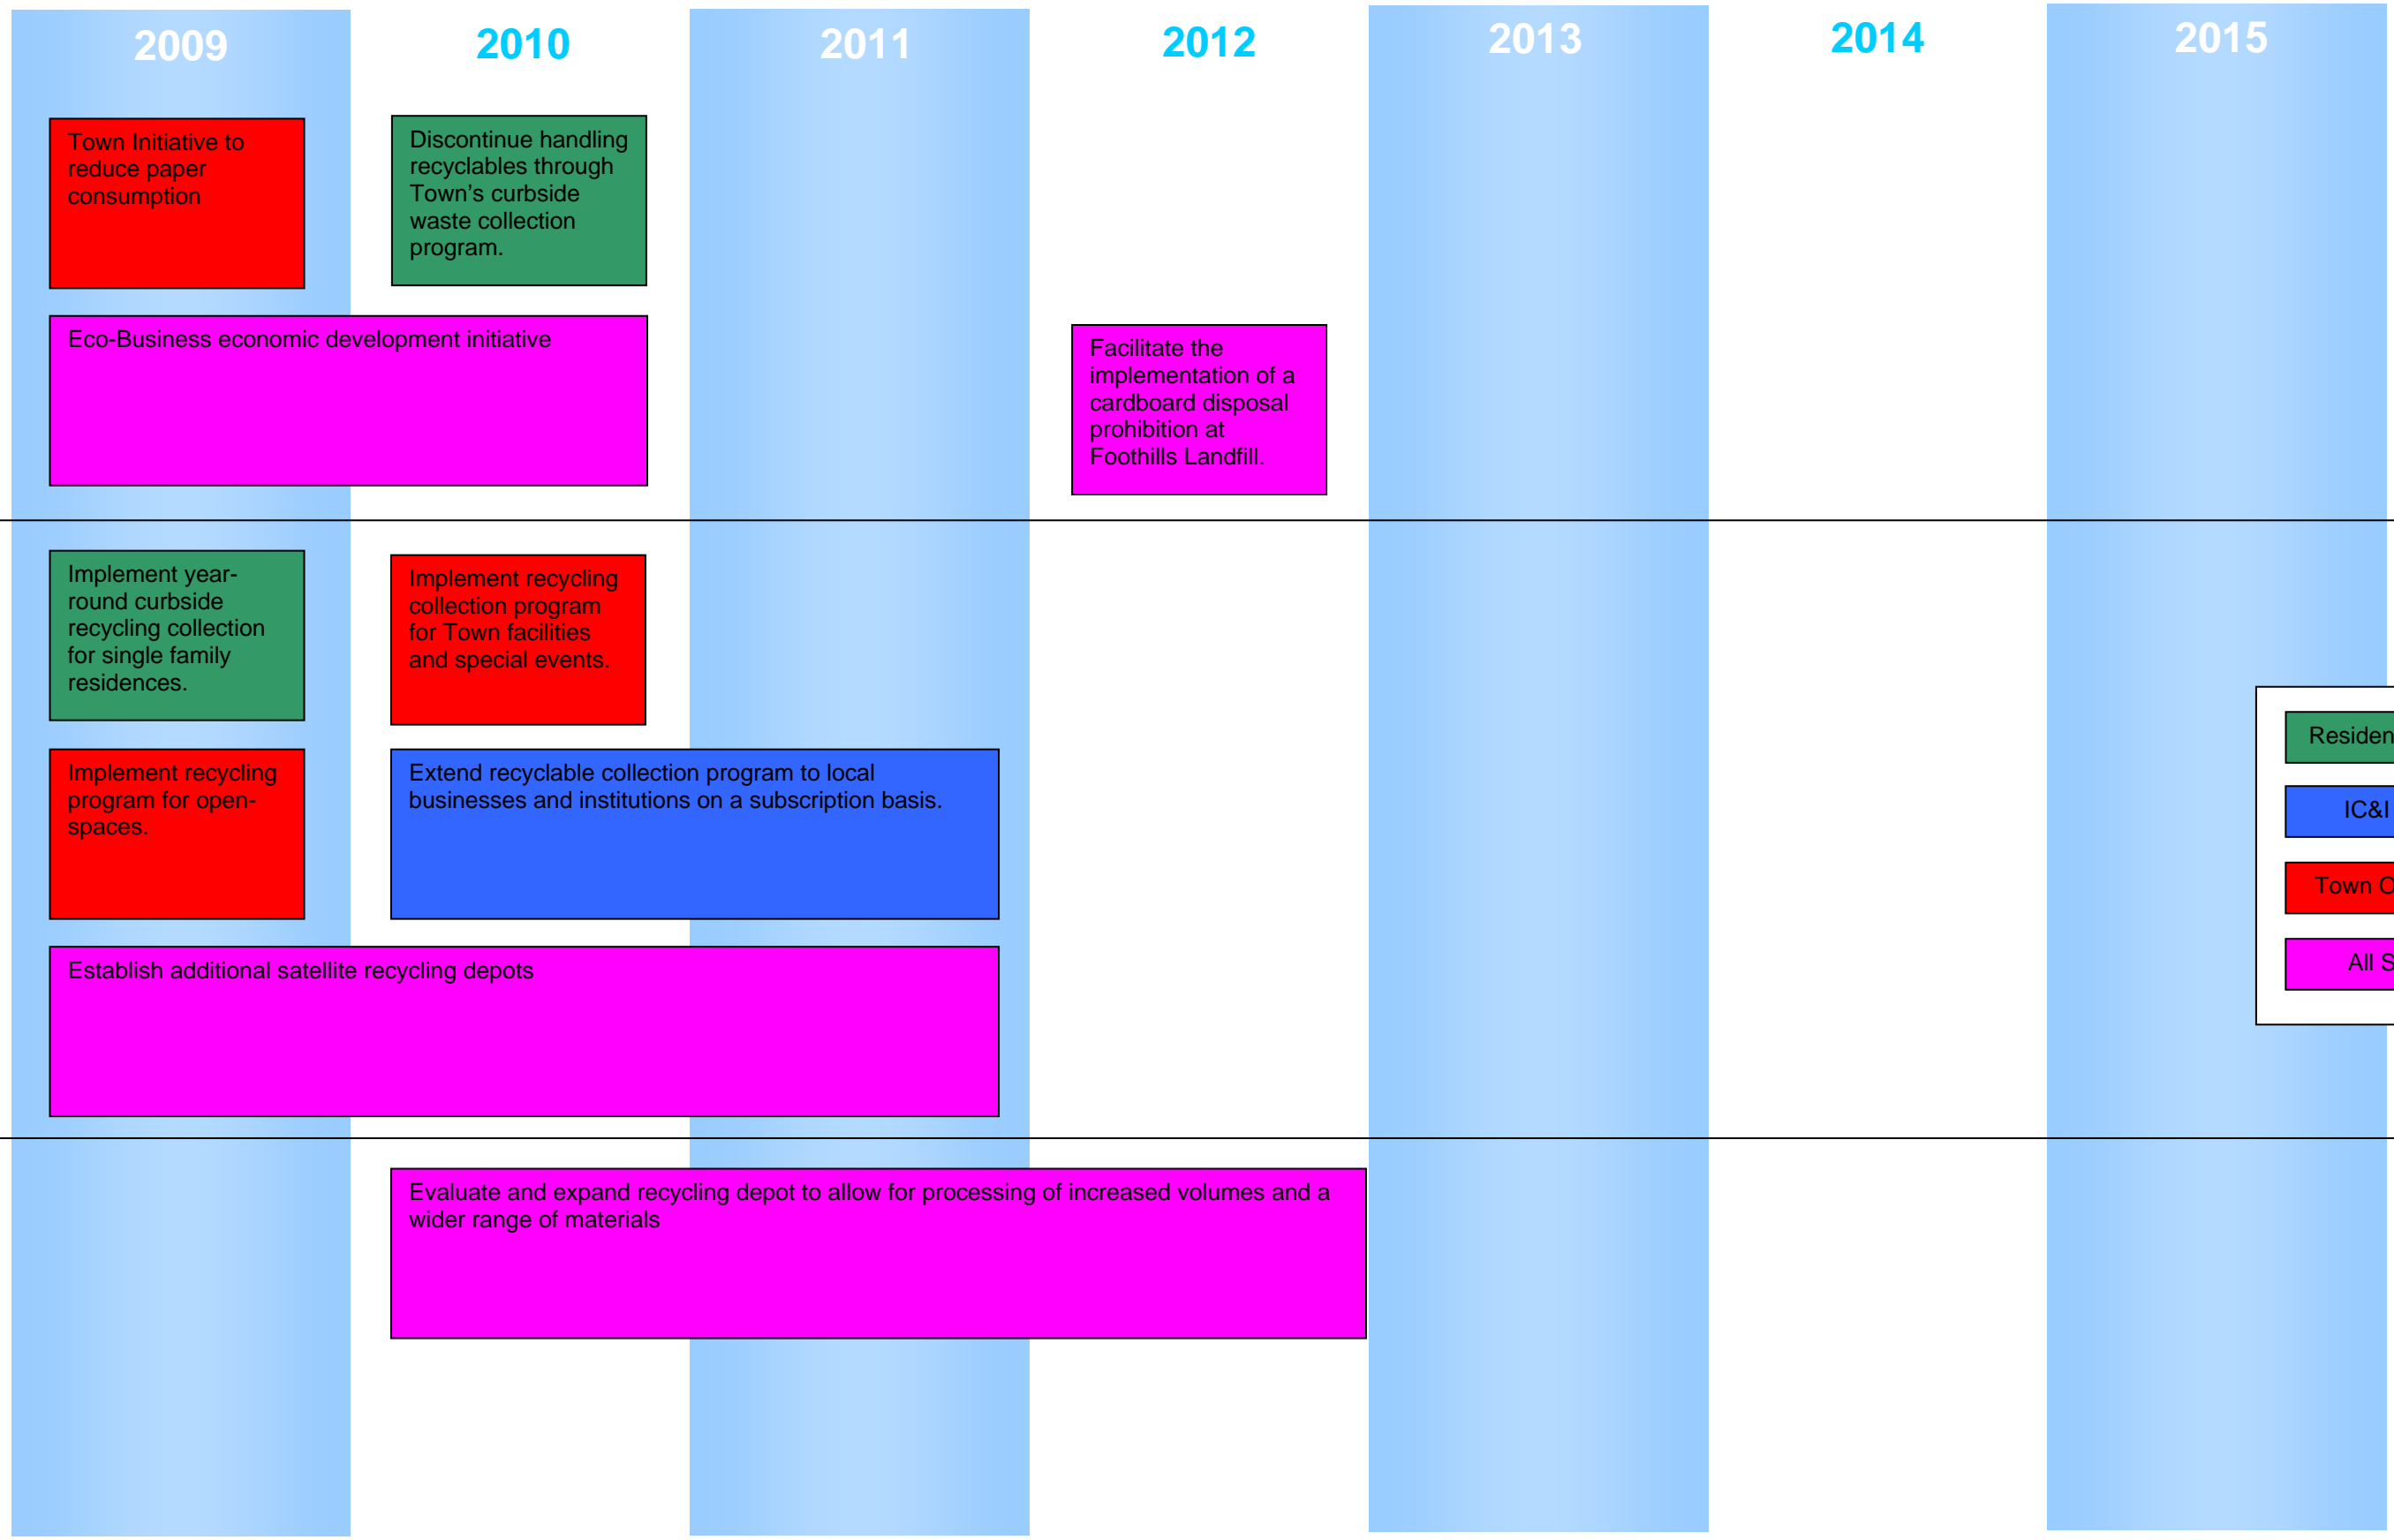 2009 2010 2011 2012 2013 2014 2015
Town Initiative to
reduce paper
consumption
Discontinue handling
recyclables through
Town’s curbside
waste collection
program.
Eco-Business economic development initiative
Facilitate the
implementation of a
cardboard disposal
prohibition at
Foothills Landfill.
Implement year-
round curbside
recycling collection
for single family
residences.
Implement recycling
collection program
for Town facilities
and special events.
Implement recycling
program for open-
spaces.
Extend recyclable collection program to local
businesses and institutions on a subscription basis.
Establish additional satellite recycling depots
Residen
IC&I
Town O
All S
Evaluate and expand recycling depot to allow for processing of increased volumes and a
wider range of materials